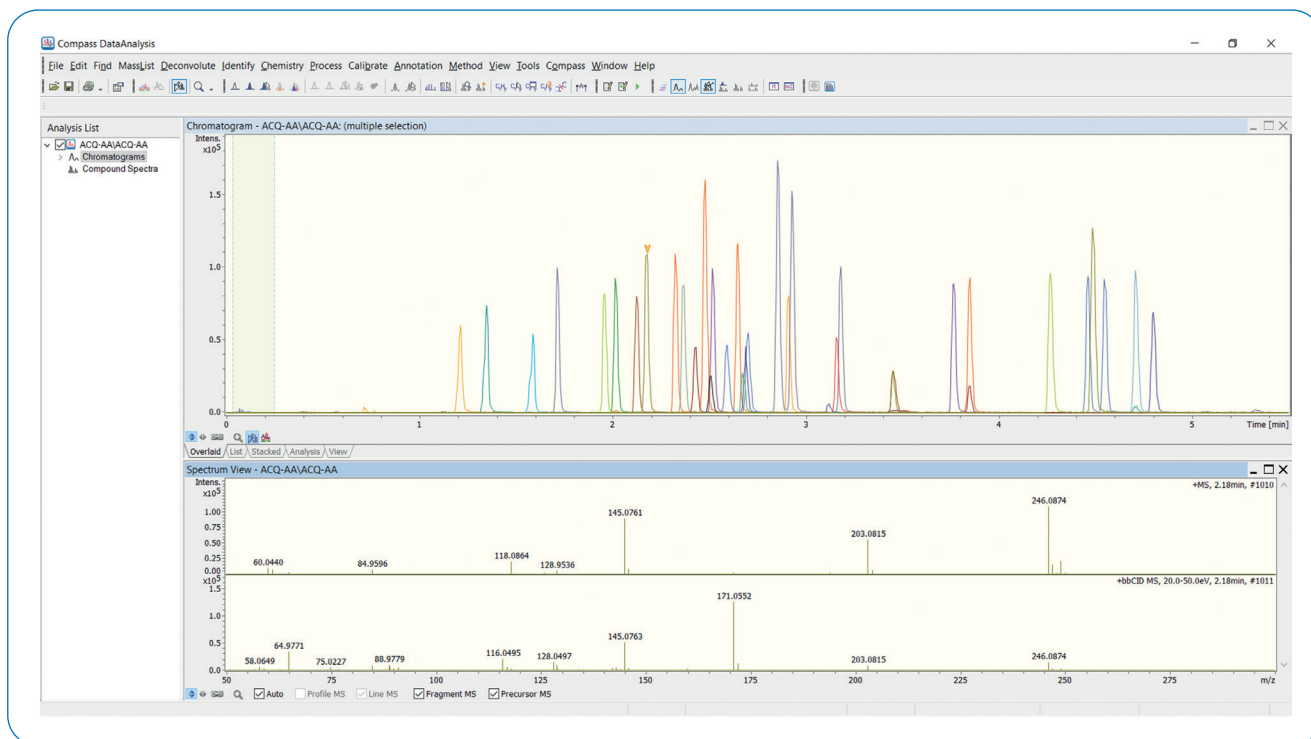 Compass DataAnalysis
File Edit Find MassList Deconvolute Identify Chemistry Process Calibrate Annotation Method View Tools Compass Window Help
Analysis List
ACQ-AA\ACQ-AA
Chromatograms
Compound Spectra
Chromatogram - ACQ-AA\ACQ-AA: (multiple selection)
Intens.
x10⁵
1.5
1.0
0.5
0.0
0 1 2 3 4 5 Time [min]
Overlaid List Stacked Analysis View
Spectrum View - ACQ-AA\ACQ-AA
Intens.
x10⁵
+MS, 2.18min, #1010
1.00
0.75
0.50
0.25
0.00
60.0440 84.9596 118.0864 128.9536 145.0761 203.0815 246.0874
x10⁵
+bbCID MS, 20.0-50.0eV, 2.18min, #1011
1.5
1.0
0.5
0.0
58.0649 64.9771 75.0227 88.9779 116.0495 128.0497 145.0763 171.0552 203.0815 246.0874
50 75 100 125 150 175 200 225 250 275 m/z
Auto Profile MS Line MS Fragment MS Precursor MS